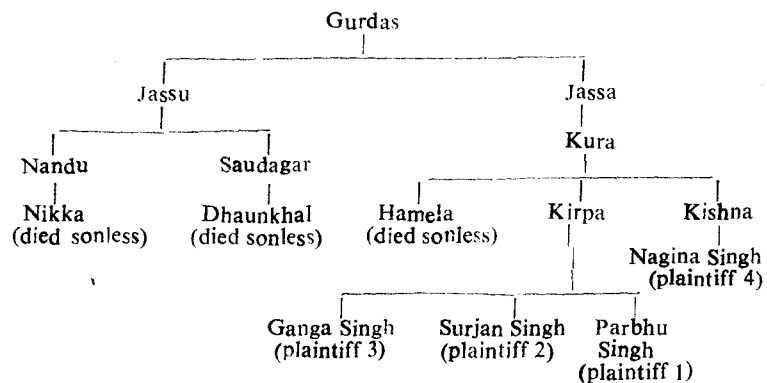 Gurdas
Jassu Jassa
Kura
Nandu Saudagar Hamela Kirpa Kishna
Nikka Dhaunkhal (died sonless)
(died sonless) (died sonless)
Nagina Singh
(plaintiff 4)
Ganga Singh Surjan Singh Parbhu
(plaintiff 3) (plaintiff 2) Singh
(plaintiff 1)